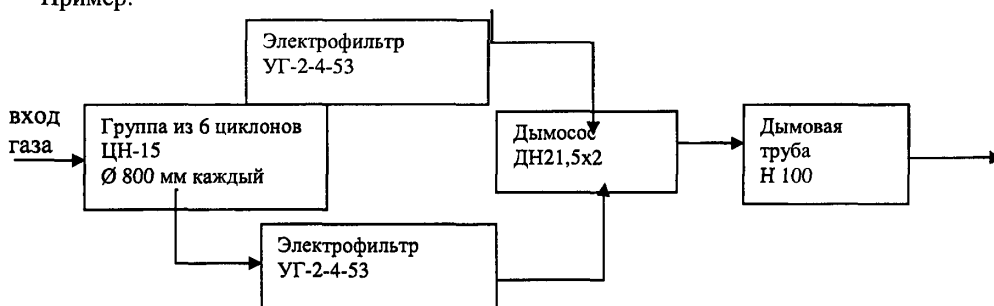 Пример:
Электрофильтр
УГ-2-4-53
вход
газа
Группа из 6 циклонов
ЦН-15
Ø 800 мм каждый
Дымосос
ДН21,5х2
Дымовая
труба
Н 100
Электрофильтр
УГ-2-4-53